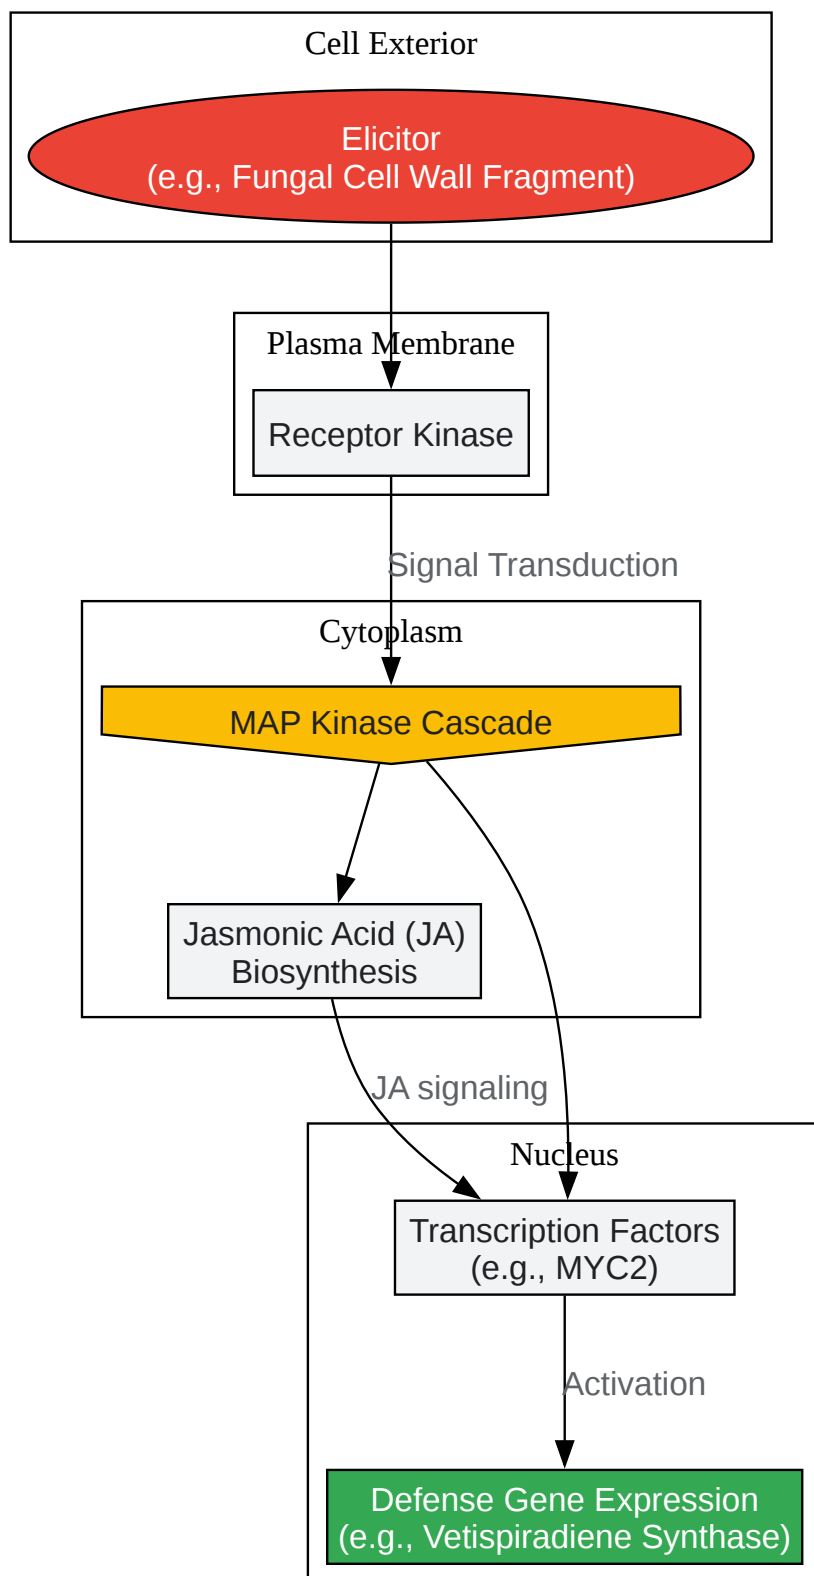 Cell Exterior
Elicitor
(e.g., Fungal Cell Wall Fragment)
Plasma Membrane
Receptor Kinase
Signal Transduction
Cytoplasm
MAP Kinase Cascade
Jasmonic Acid (JA)
Biosynthesis
JA signaling
Nucleus
Transcription Factors
(e.g., MYC2)
Activation
Defense Gene Expression
(e.g., Vetispiradiene Synthase)